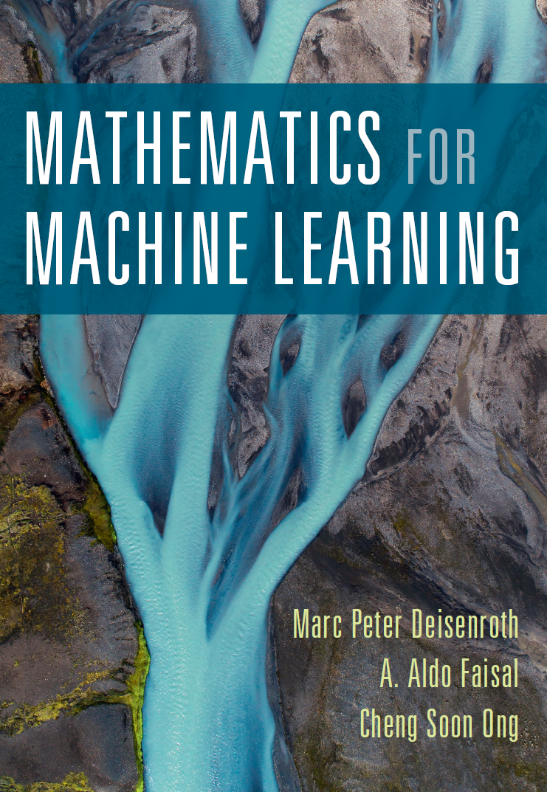 MATHEMATICS FOR
MACHINE LEARNING
Marc Peter Deisenroth
A. Aldo Faisal
Cheng Soon Ong